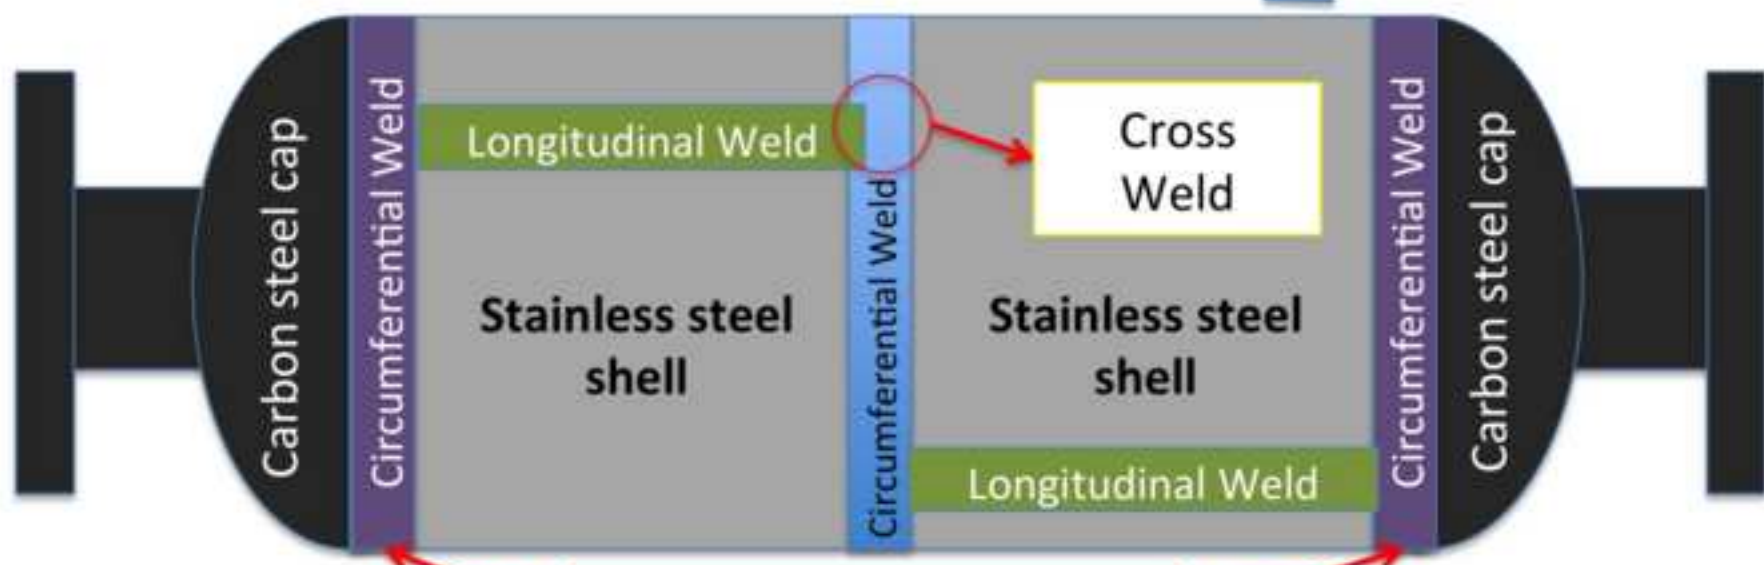 Carbon steel cap
Circumferential Weld
Longitudinal Weld
Stainless steel
shell
Circumferential Weld
Cross
Weld
Stainless steel
shell
Longitudinal Weld
Circumferential Weld
Carbon steel cap